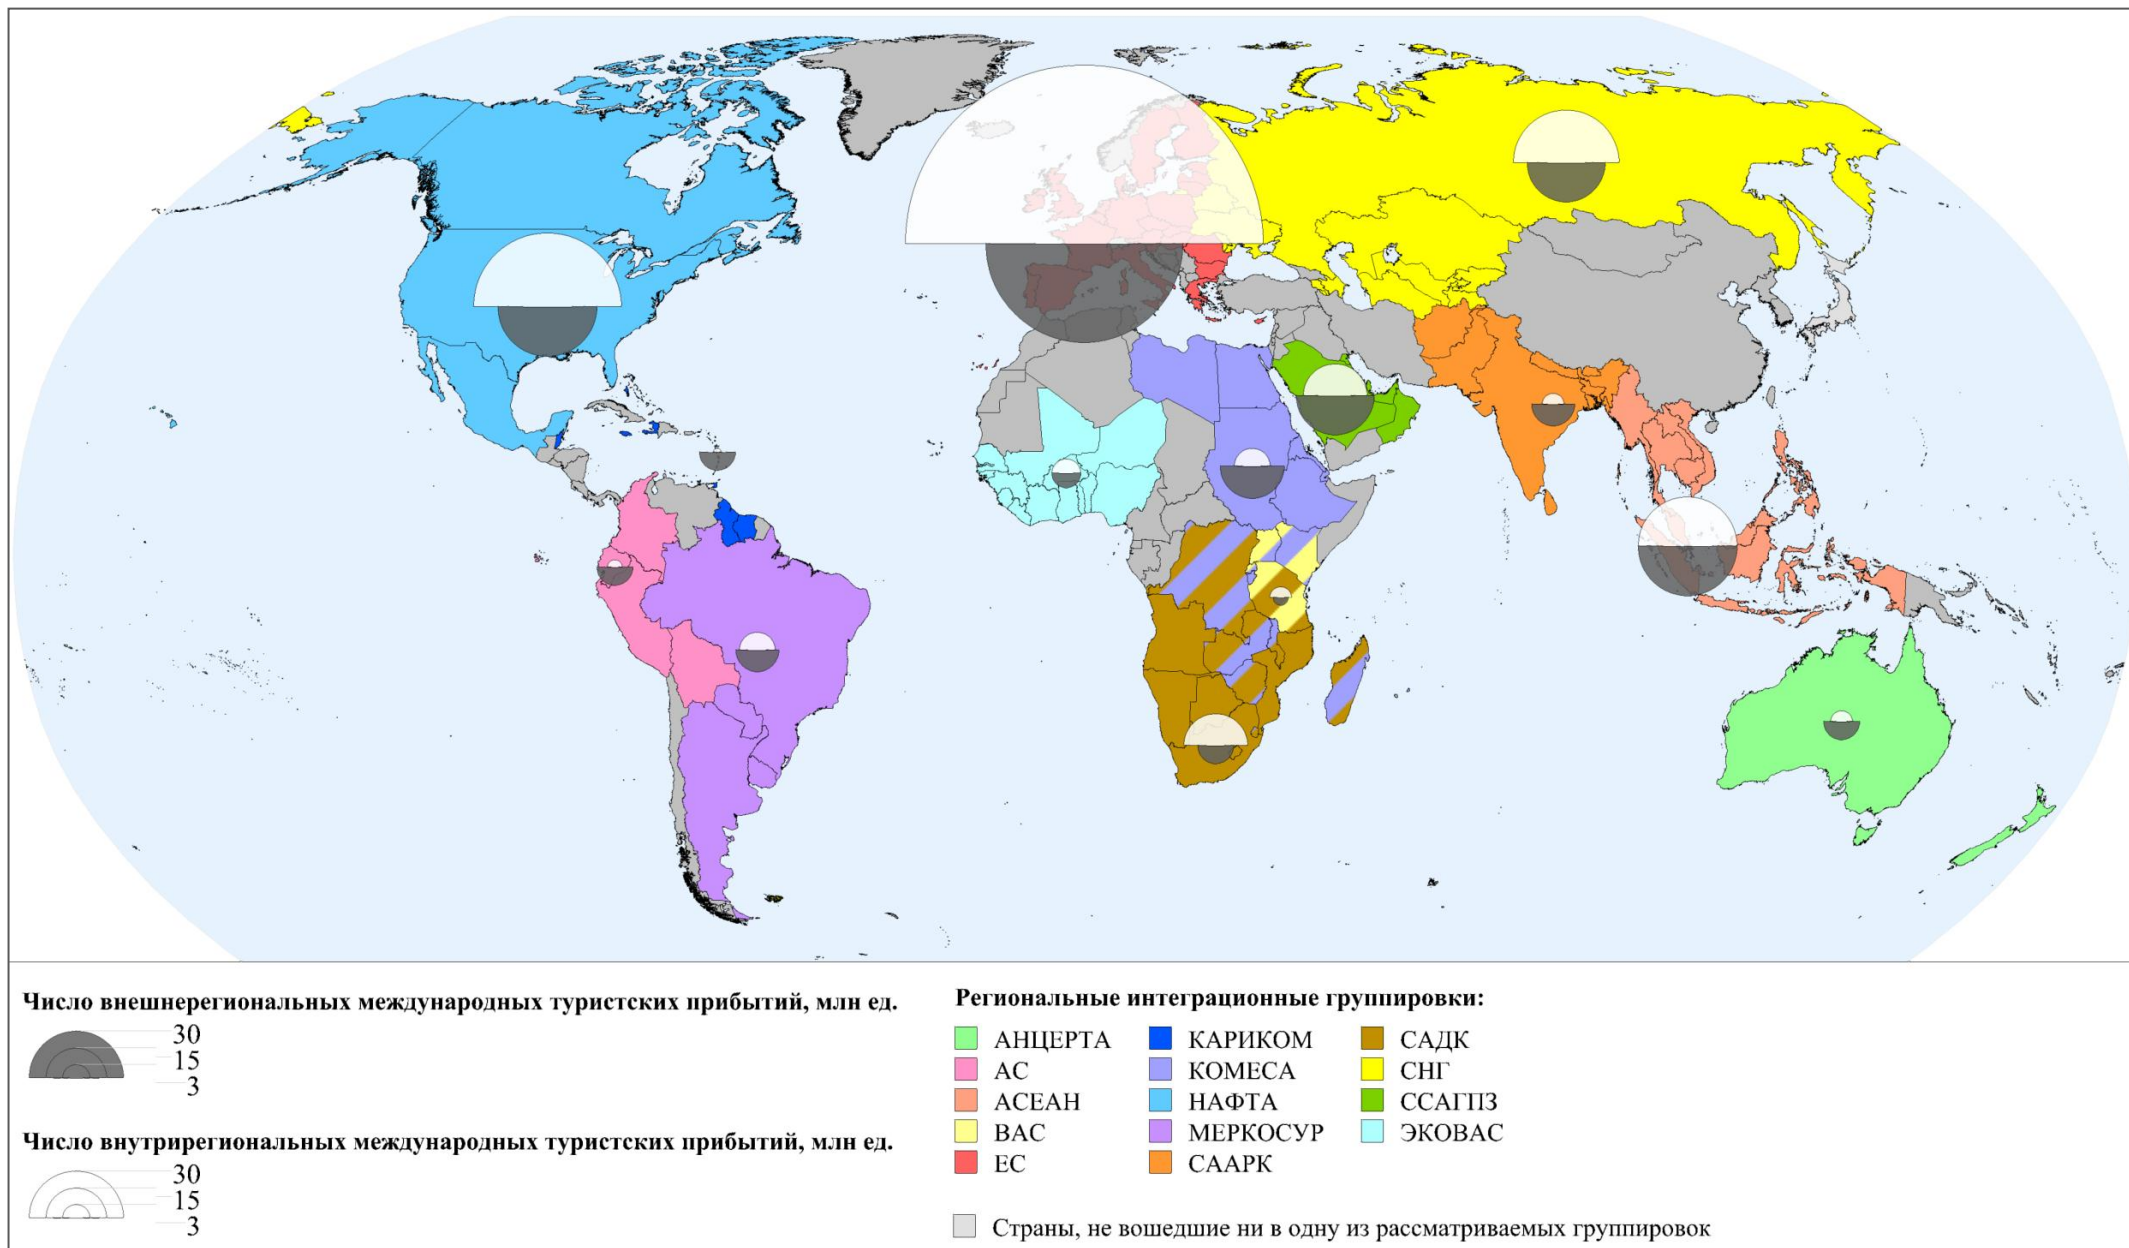 Число внешнерегиональных международных туристских прибытий, млн ед.
30
15
3
Число внутрирегиональных международных туристских прибытий, млн ед.
30
15
3
Региональные интеграционные группировки:
АНЦЕРТА
АС
АСЕАН
ВАС
ЕС
КАРИКОМ
КОМЕСА
НАФТА
МЕРКОСУР
СААРК
САДК
СНГ
ССАГПЗ
ЭКОВАС
Страны, не вошедшие ни в одну из рассматриваемых группировок